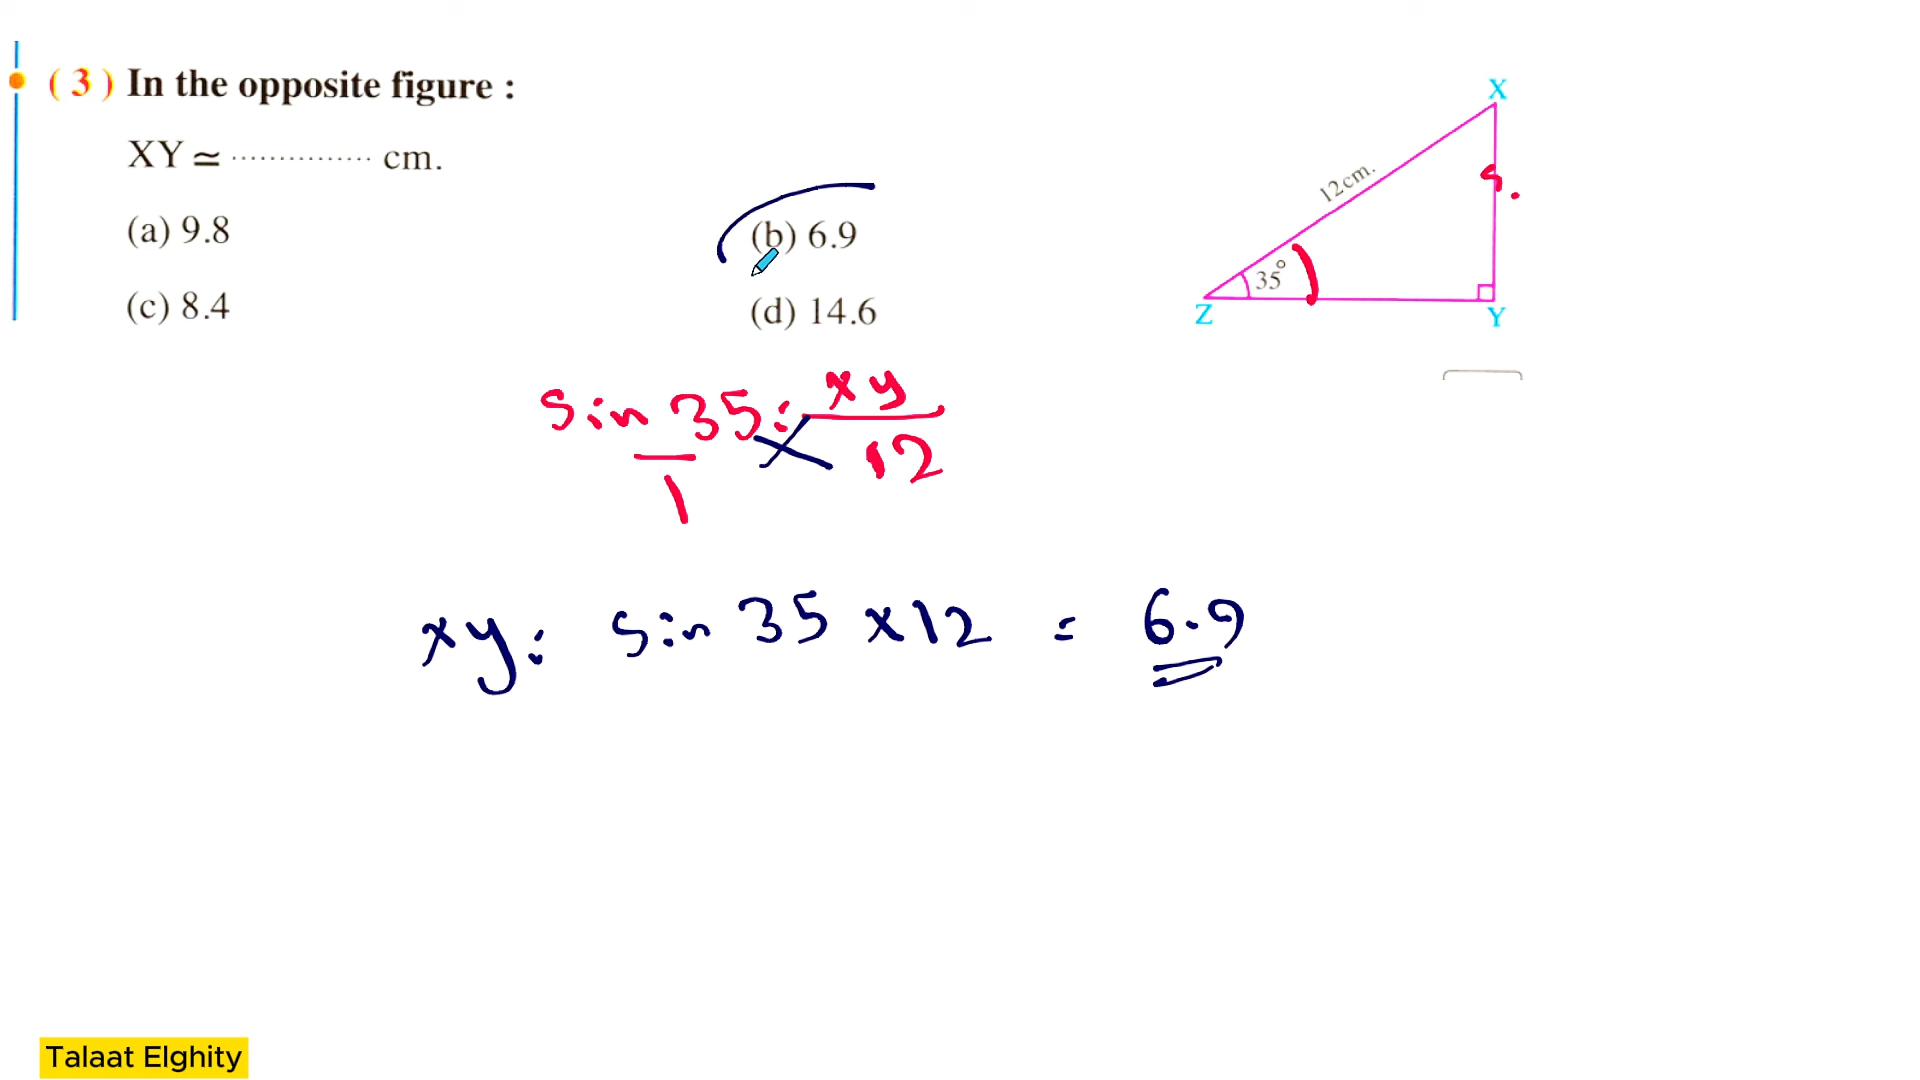 ( 3 ) In the opposite figure :
XY ≃ ............... cm.
(a) 9.8
(b) 6.9
(c) 8.4
(d) 14.6
X
12cm.
35°
Z
Y
sin 35 = xy
1
12
xy = sin 35 × 12 = 6.9
Talaat Elghity